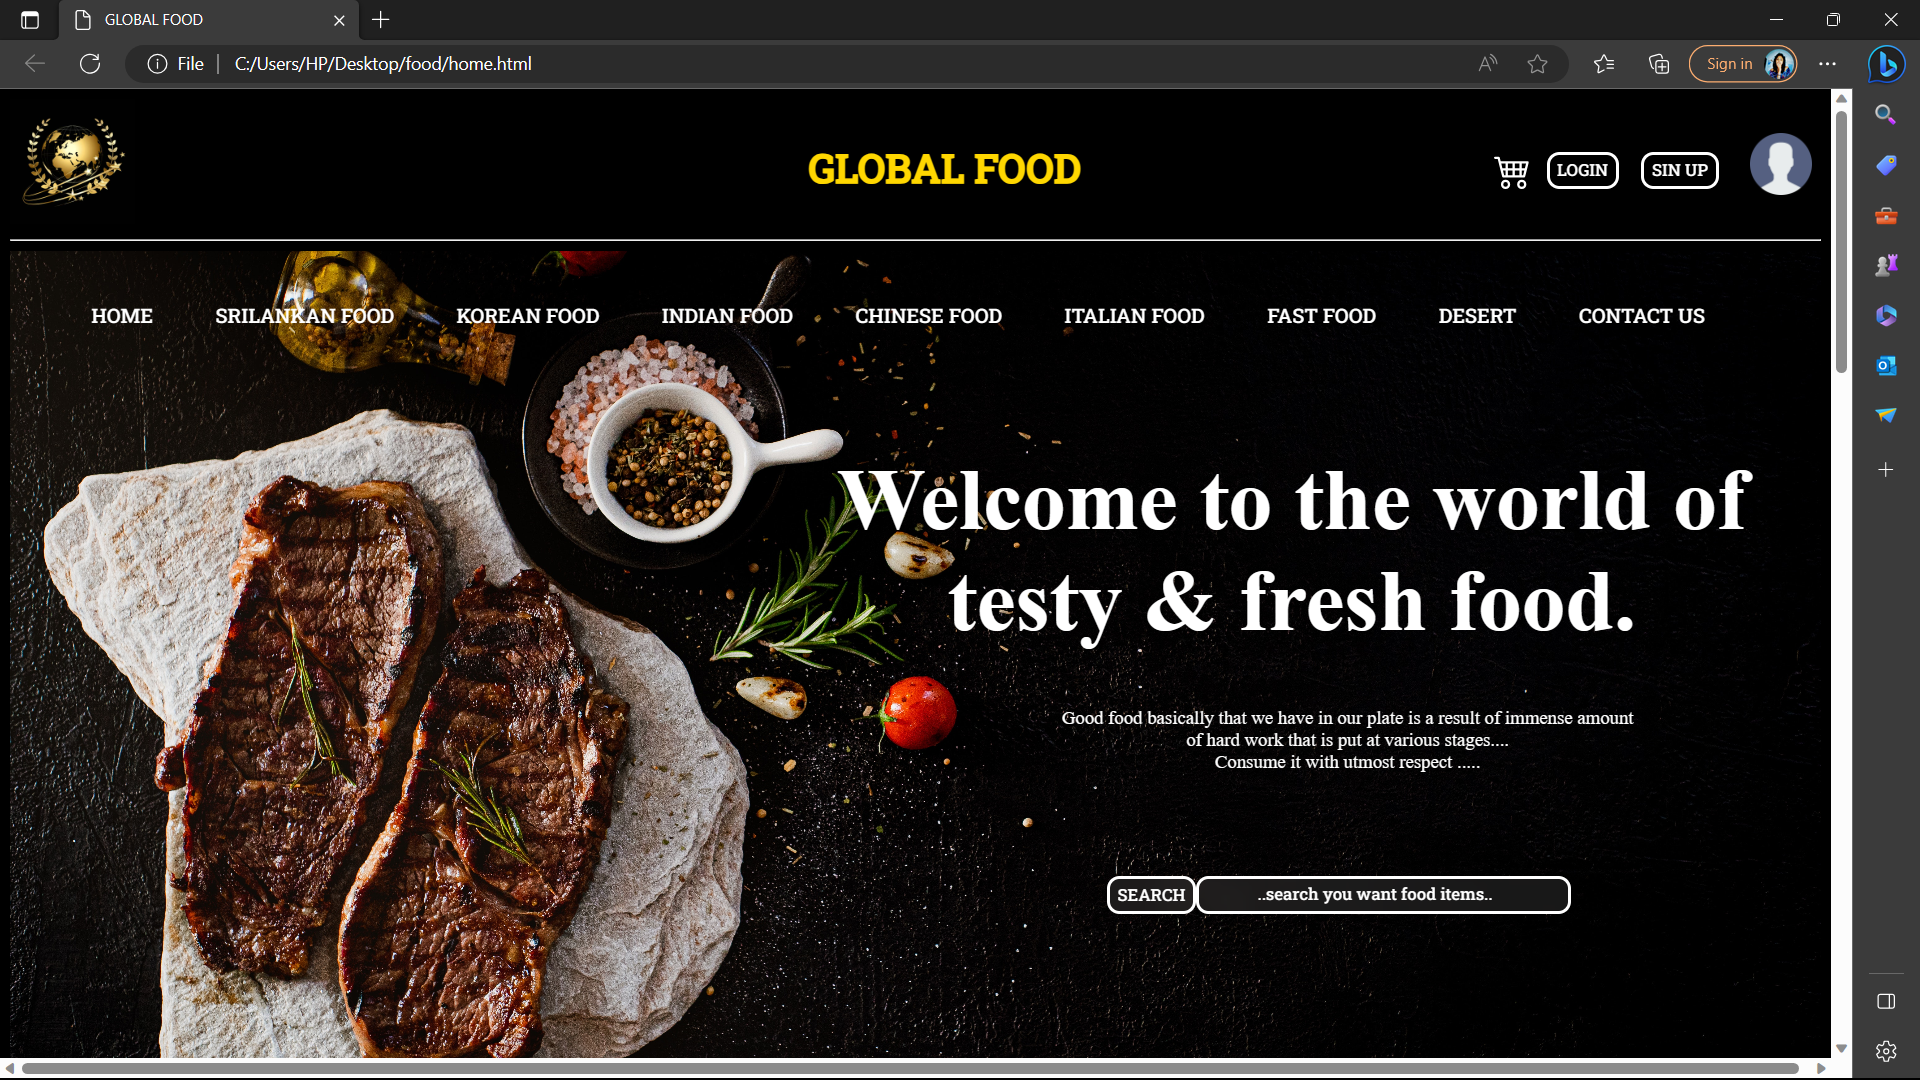 GLOBAL FOOD
File
C:/Users/HP/Desktop/food/home.html
Sign in
GLOBAL FOOD
LOGIN
SIN UP
HOME
SRILANKAN FOOD
KOREAN FOOD
INDIAN FOOD
CHINESE FOOD
ITALIAN FOOD
FAST FOOD
DESERT
CONTACT US
Welcome to the world of
testy & fresh food.
Good food basically that we have in our plate is a result of immense amount
of hard work that is put at various stages....
Consume it with utmost respect .....
SEARCH
..search you want food items..